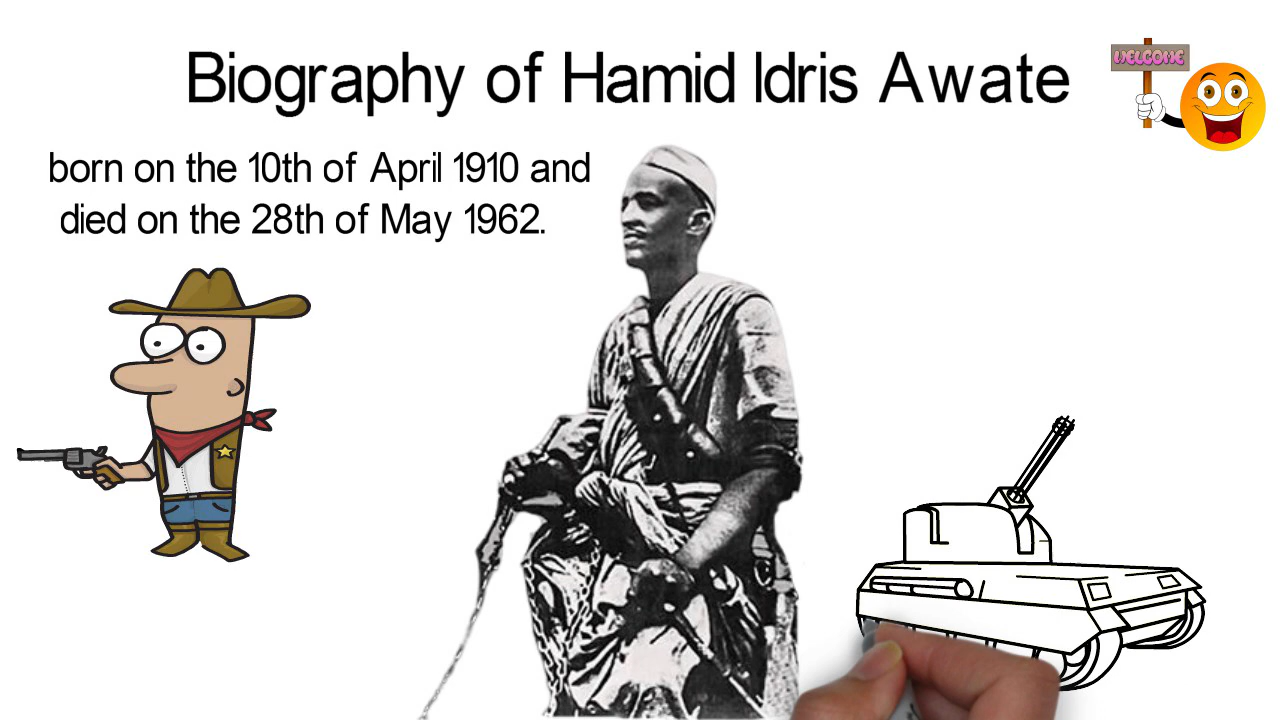 Biography of Hamid Idris Awate
WELCOME
born on the 10th of April 1910 and
died on the 28th of May 1962.